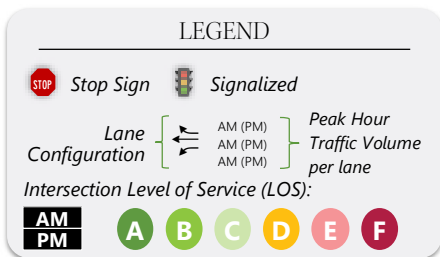 LEGEND
STOP Stop Sign Signalized
Lane Configuration
AM (PM)
AM (PM)
AM (PM)
Peak Hour
Traffic Volume
per lane
Intersection Level of Service (LOS):
AM
PM
A B C D E F